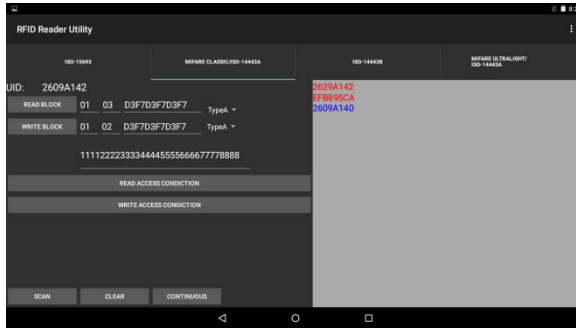 RFID Reader Utility
ISO-15693
MIFARE CLASSIC/ISO-14443A
ISO-14443B
MIFARE ULTRALIGHT/
ISO-14443A
UID: 2609A142
READ BLOCK 01 03 D3F7D3F7D3F7 TypeA
WRITE BLOCK 01 02 D3F7D3F7D3F7 TypeA
11112222333344445555666677778888
READ ACCESS CONDICTION
WRITE ACCESS CONDICTION
SCAN CLEAR CONTINUOUS
2629A142
EFB895CA
2609A140